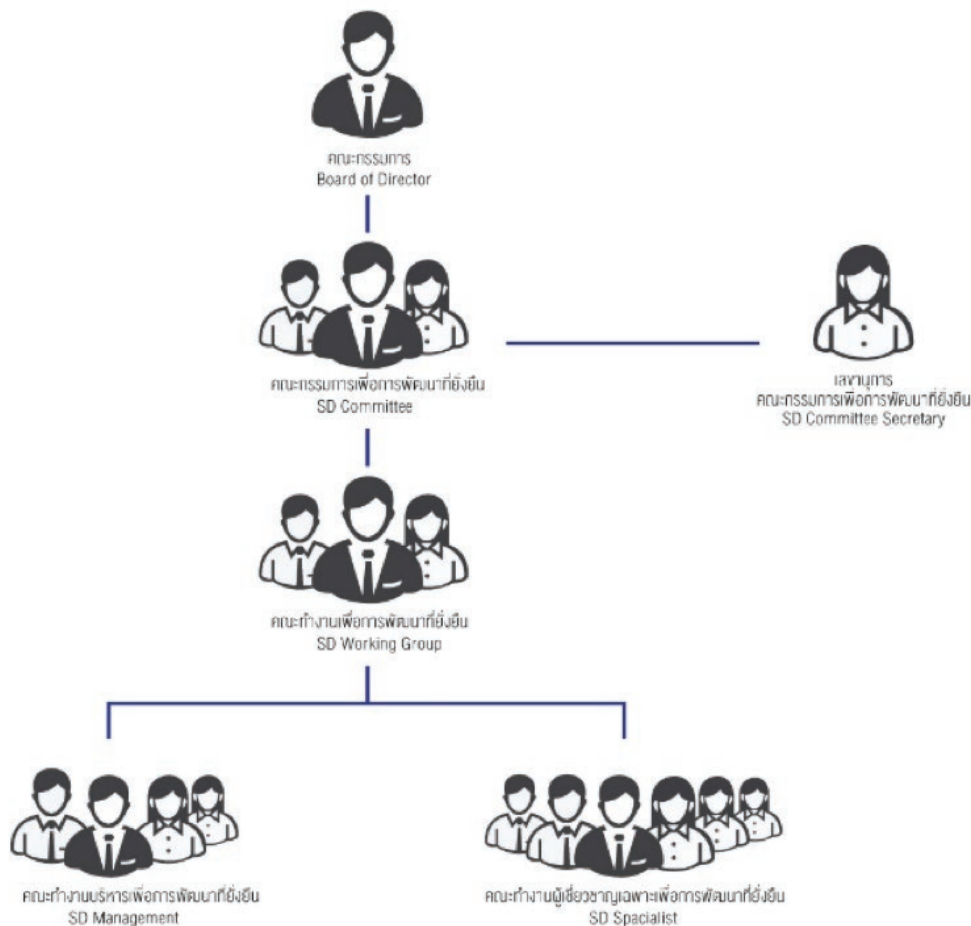 คณะกรรมการ
Board of Director
คณะกรรมการเพื่อการพัฒนาที่ยั่งยืน
SD Committee
เลขานุการ
คณะกรรมการเพื่อการพัฒนาที่ยั่งยืน
SD Committee Secretary
คณะทำงานเพื่อการพัฒนาที่ยั่งยืน
SD Working Group
คณะทำงานบริหารเพื่อการพัฒนาที่ยั่งยืน
SD Management
คณะทำงานผู้เชี่ยวชาญเฉพาะเพื่อการพัฒนาที่ยั่งยืน
SD Spacialist